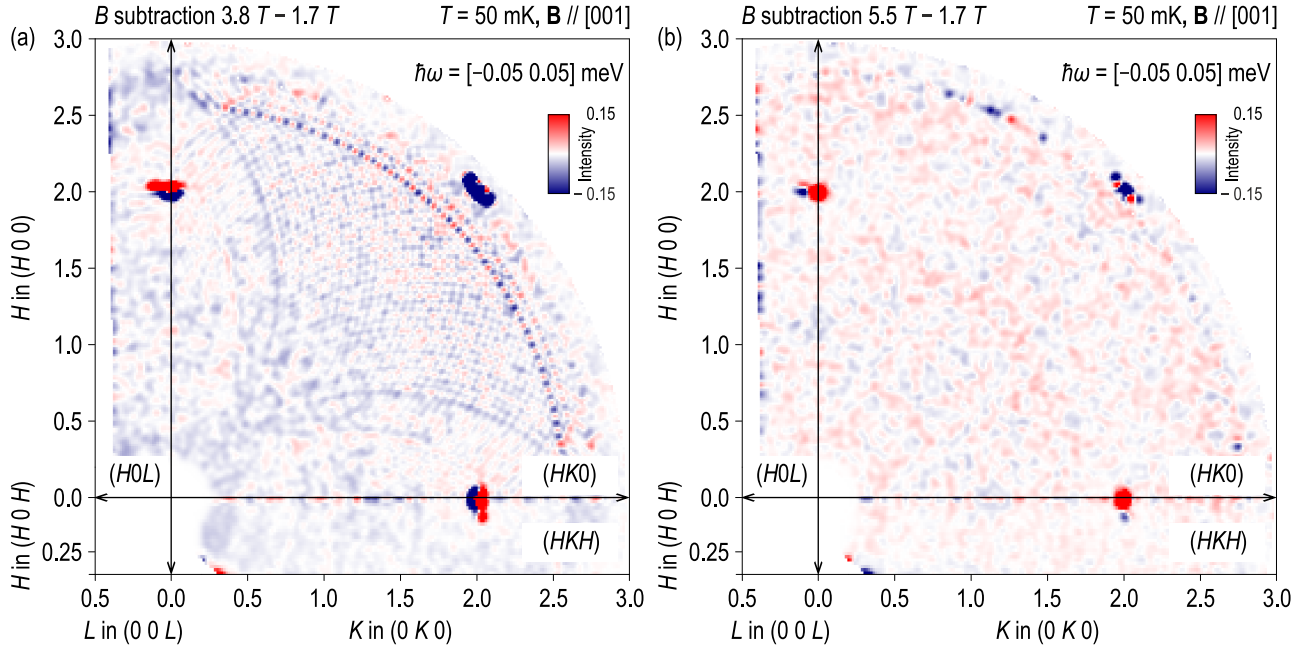 B subtraction 3.8 T − 1.7 T
T = 50 mK, B // [001]
(a)
ħω = [−0.05 0.05] meV
0.15
Intensity
− 0.15
3.0
2.5
2.0
1.5
1.0
0.5
0.0
0.25
H in (H 0 0)
H in (H 0 H)
(H0L)
(HK0)
(HKH)
0.5 0.0 0.5 1.0 1.5 2.0 2.5 3.0
L in (0 0 L)
K in (0 K 0)
B subtraction 5.5 T − 1.7 T
T = 50 mK, B // [001]
(b)
ħω = [−0.05 0.05] meV
0.15
Intensity
− 0.15
3.0
2.5
2.0
1.5
1.0
0.5
0.0
0.25
H in (H 0 0)
H in (H 0 H)
(H0L)
(HK0)
(HKH)
0.5 0.0 0.5 1.0 1.5 2.0 2.5 3.0
L in (0 0 L)
K in (0 K 0)